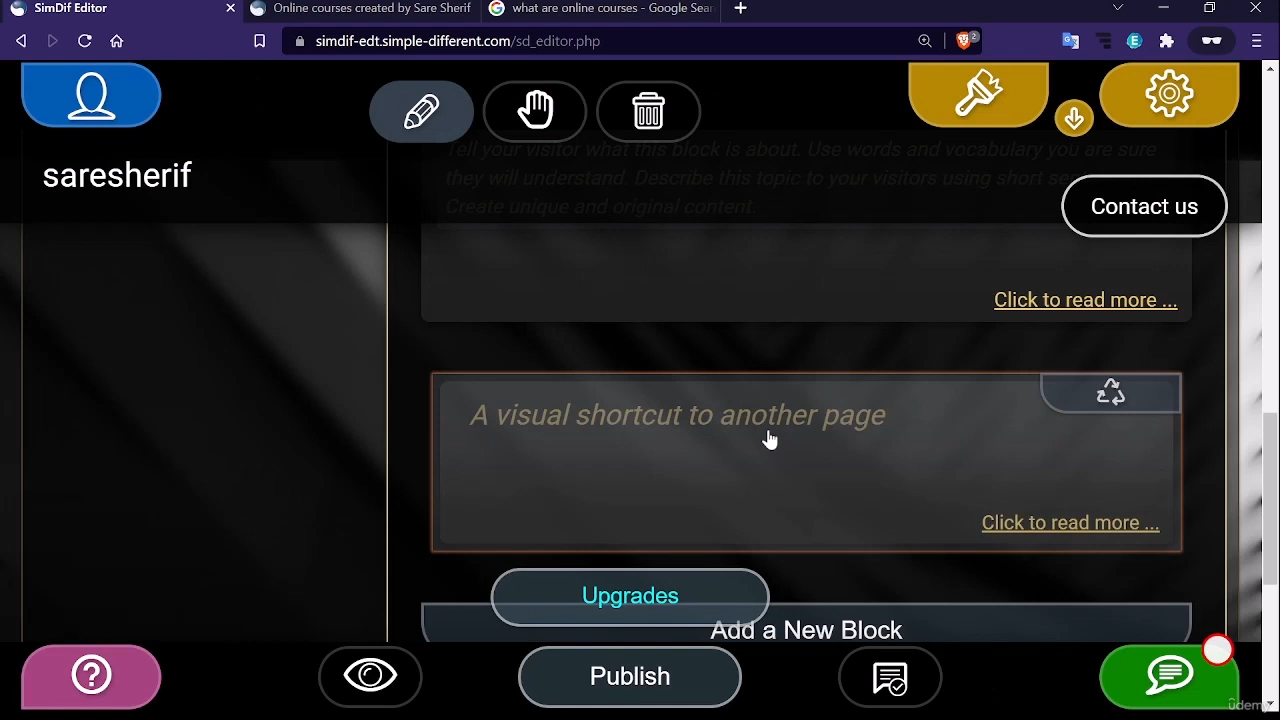 SimDif Editor
Online courses created by Sare Sherif
what are online courses - Google Sear
simdif-edt.simple-different.com/sd_editor.php
2
saresherif
Tell your visitor what this block is about. Use words and vocabulary you are sure
they will understand. Describe this topic to your visitors using short se
Create unique and original content.
Contact us
Click to read more ...
A visual shortcut to another page
Click to read more ...
Upgrades
Add a New Block
Publish
udemy